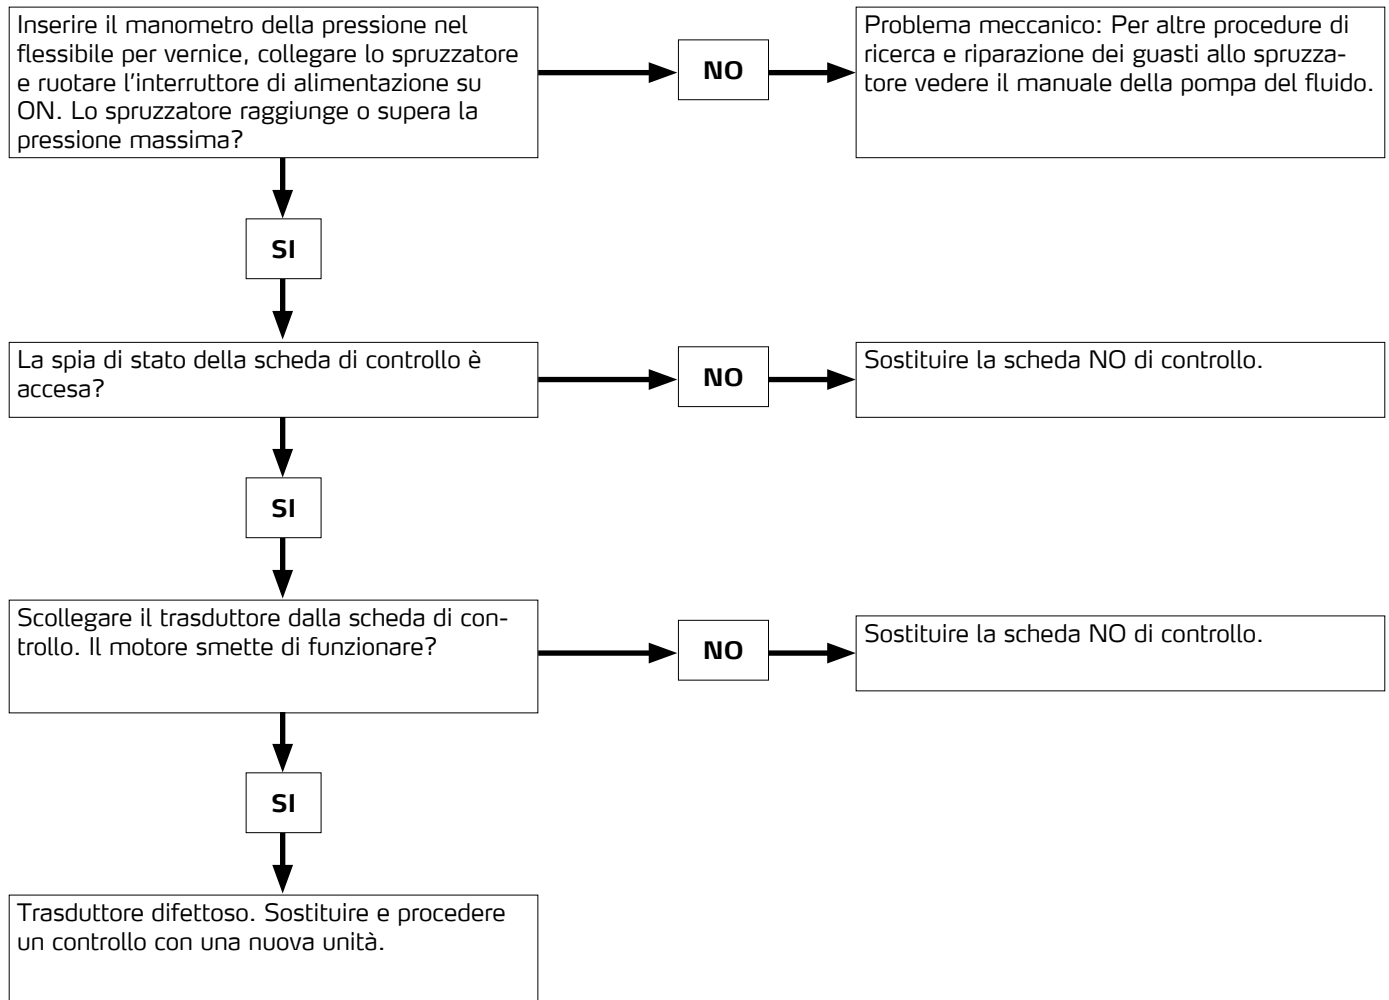 Inserire il manometro della pressione nel
flessibile per vernice, collegare lo spruzzatore
e ruotare l'interruttore di alimentazione su
ON. Lo spruzzatore raggiunge o supera la
pressione massima?
NO
Problema meccanico: Per altre procedure di
ricerca e riparazione dei guasti allo spruzza-
tore vedere il manuale della pompa del fluido.
SI
La spia di stato della scheda di controllo è
accesa?
NO
Sostituire la scheda NO di controllo.
SI
Scollegare il trasduttore dalla scheda di con-
trollo. Il motore smette di funzionare?
NO
Sostituire la scheda NO di controllo.
SI
Trasduttore difettoso. Sostituire e procedere
un controllo con una nuova unità.